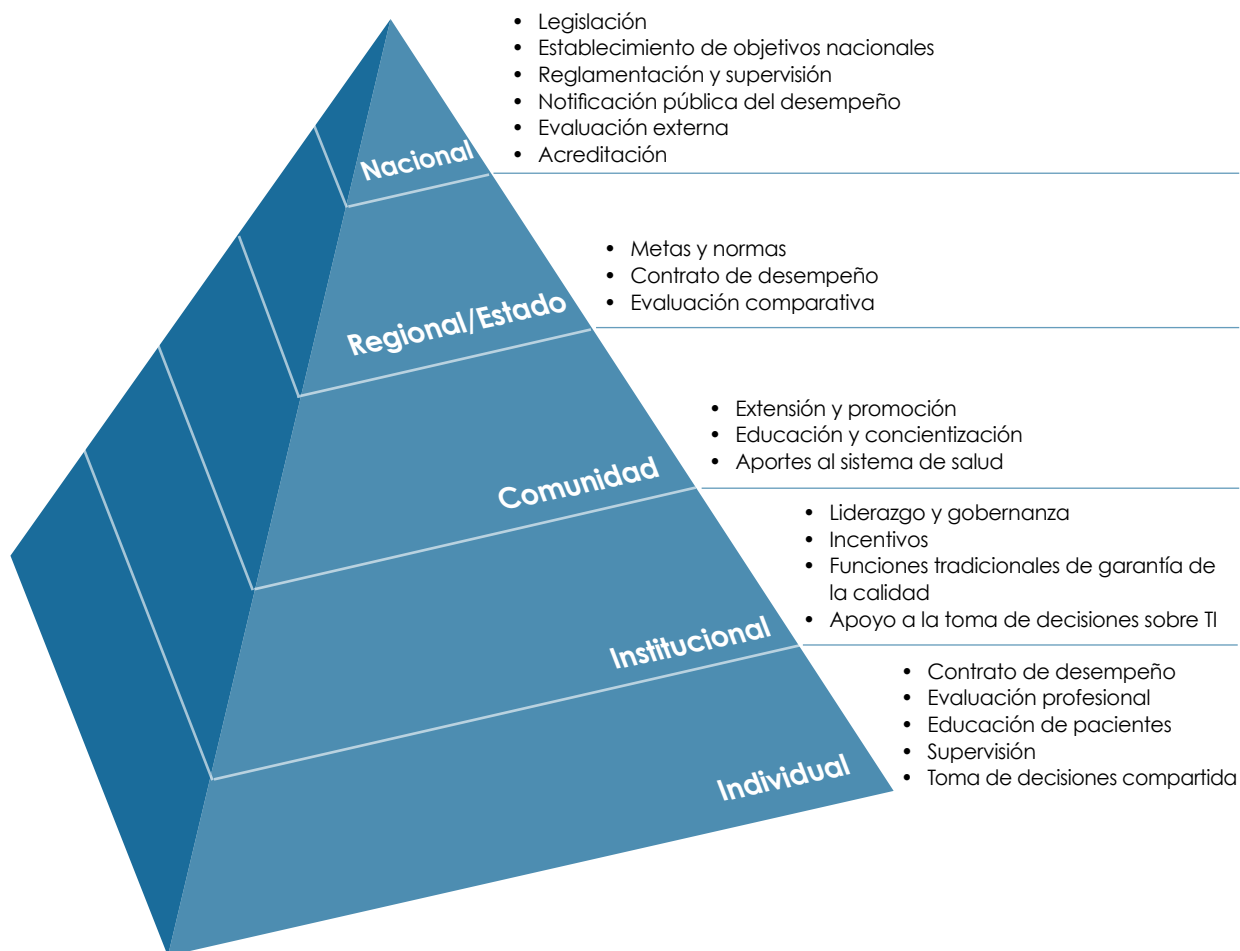 • Legislación
• Establecimiento de objetivos nacionales
• Reglamentación y supervisión
• Notificación pública del desempeño
• Evaluación externa
• Acreditación
Nacional
• Metas y normas
• Contrato de desempeño
• Evaluación comparativa
Regional/Estado
• Extensión y promoción
• Educación y concientización
• Aportes al sistema de salud
Comunidad
• Liderazgo y gobernanza
• Incentivos
• Funciones tradicionales de garantía de
la calidad
• Apoyo a la toma de decisiones sobre TI
Institucional
• Contrato de desempeño
• Evaluación profesional
• Educación de pacientes
• Supervisión
• Toma de decisiones compartida
Individual